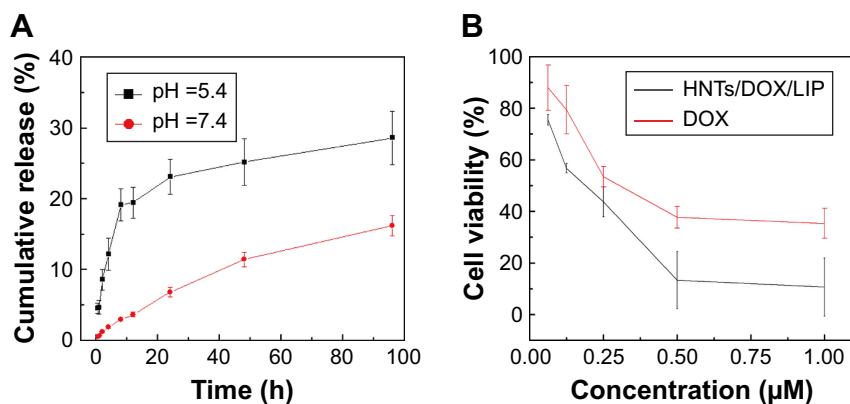 A
Cumulative release (%)
40
30
20
10
0
pH =5.4
pH =7.4
0 20 40 60 80 100
Time (h)
B
Cell viability (%)
100
80
60
40
20
0
HNTs/DOX/LIP
DOX
0.00 0.25 0.50 0.75 1.00
Concentration (µM)